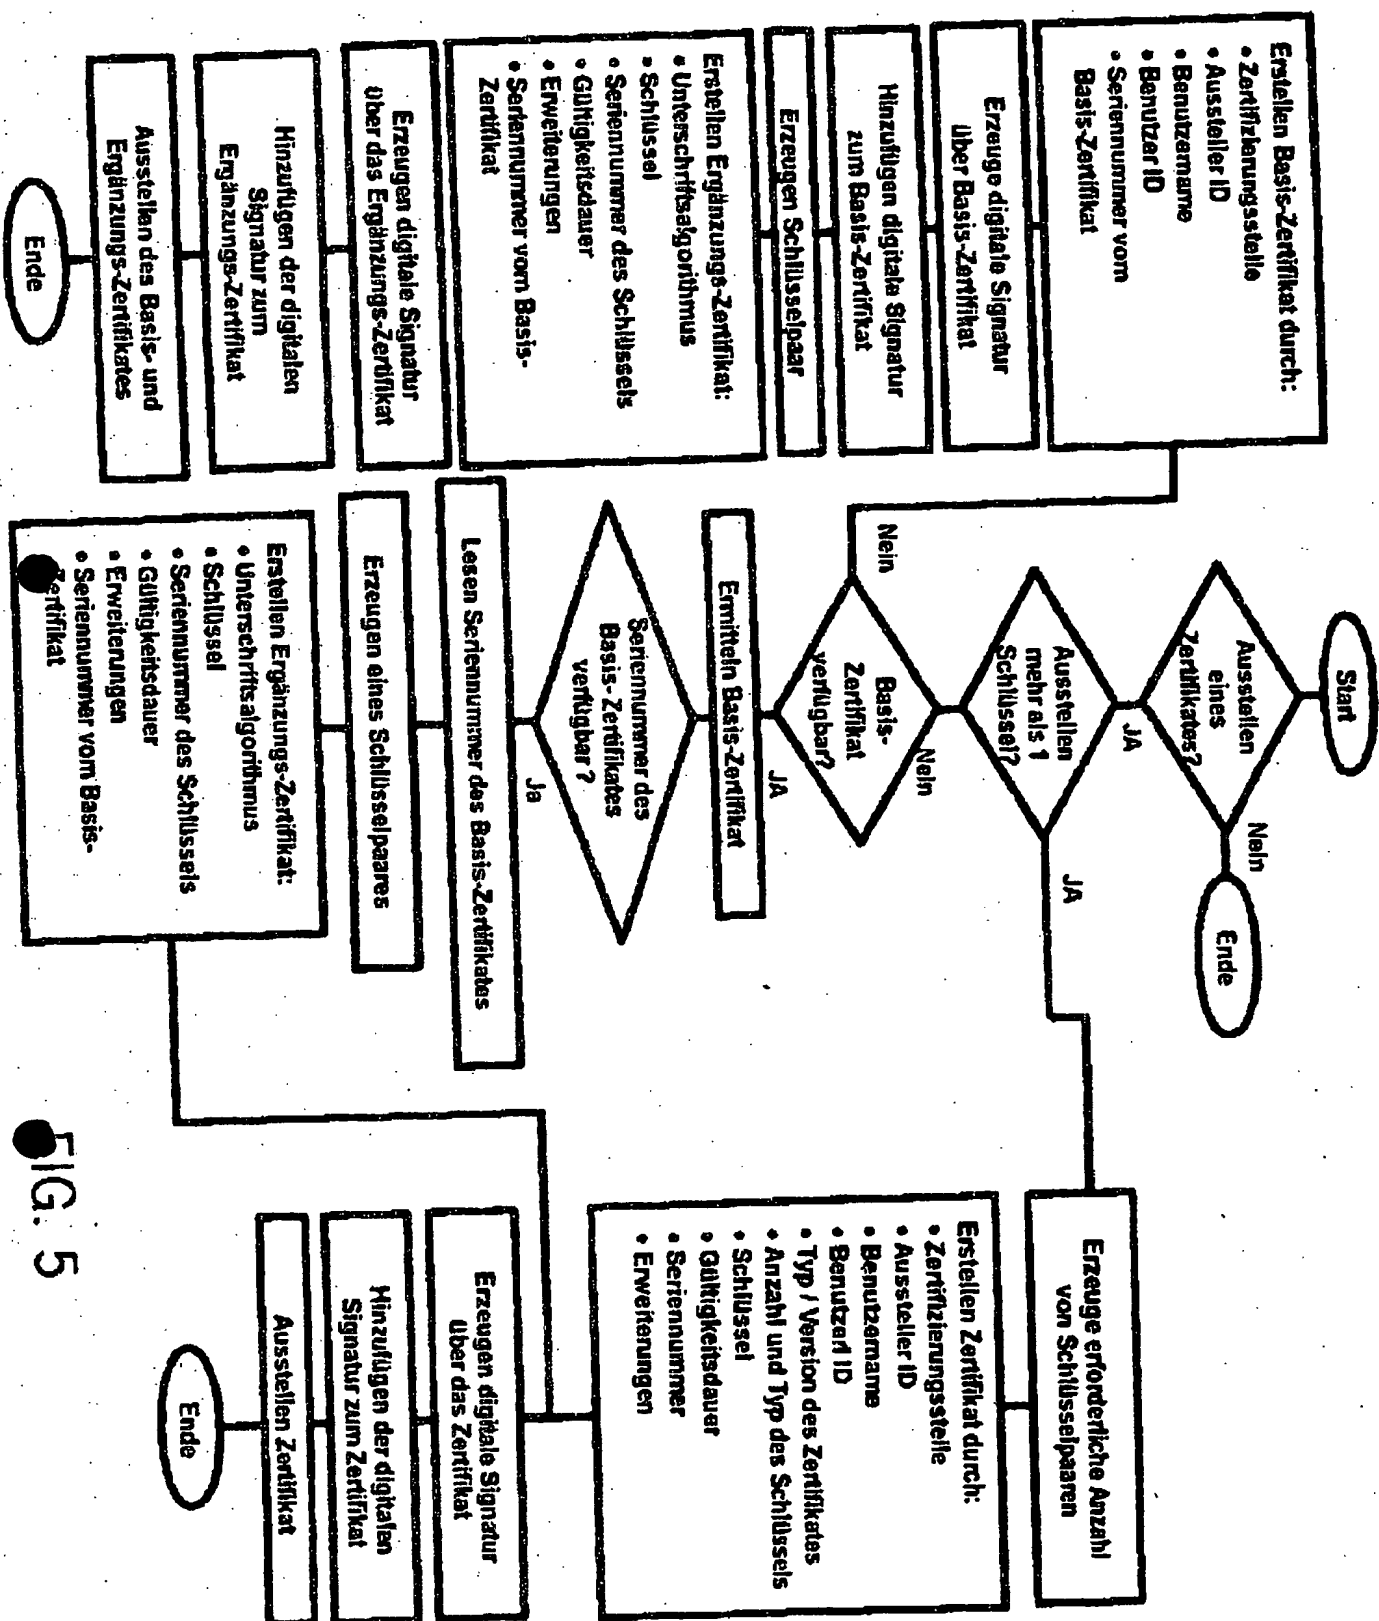 Start
Ausstellen
eines
Zertifikates?
Nein
Ende
JA
Ausstellen
mehr als 1
Schlüssel?
JA
Nein
Basis-
Zertifikat
verfügbar?
Nein
JA
Ermitteln Basis-Zertifikat
Seriennummer des
Basis-Zertifikates
verfügbar?
Ja
Lesen Seriennummer des Basis-Zertifikates
Erzeugen eines Schlüsselpaares
Erstellen Ergänzungs-Zertifikat:
• Unterschriftsalgorithmus
• Schlüssel
• Seriennummer des Schlüssels
• Gültigkeitsdauer
• Erweiterungen
• Seriennummer vom Basis-
Zertifikat
Erstellen Basis-Zertifikat durch:
• Zertifizierungsstelle
• Aussteller ID
• Benutzername
• Benutzer ID
• Seriennummer vom
Basis-Zertifikat
Erzeuge digitale Signatur
über Basis-Zertifikat
Hinzufügen digitale Signatur
zum Basis-Zertifikat
Erzeugen Schlüsselpaar
Erstellen Ergänzungs-Zertifikat:
• Unterschriftsalgorithmus
• Schlüssel
• Seriennummer des Schlüssels
• Gültigkeitsdauer
• Erweiterungen
• Seriennummer vom Basis-
Zertifikat
Erzeugen digitale Signatur
über das Ergänzungs-Zertifikat
Hinzufügen der digitalen
Signatur zum
Ergänzungs-Zertifikat
Ausstellen des Basis- und
Ergänzungs-Zertifikates
Ende
Erzeuge erforderliche Anzahl
von Schlüsselpaaren
Erstellen Zertifikat durch:
• Zertifizierungsstelle
• Aussteller ID
• Benutzername
• Benutzerl ID
• Typ / Version des Zertifikates
• Anzahl und Typ des Schlüssels
• Schlüssel
• Gültigkeitsdauer
• Seriennummer
• Erweiterungen
Erzeugen digitale Signatur
über das Zertifikat
Hinzufügen der digitalen
Signatur zum Zertifikat
Ausstellen Zertifikat
Ende
FIG. 5